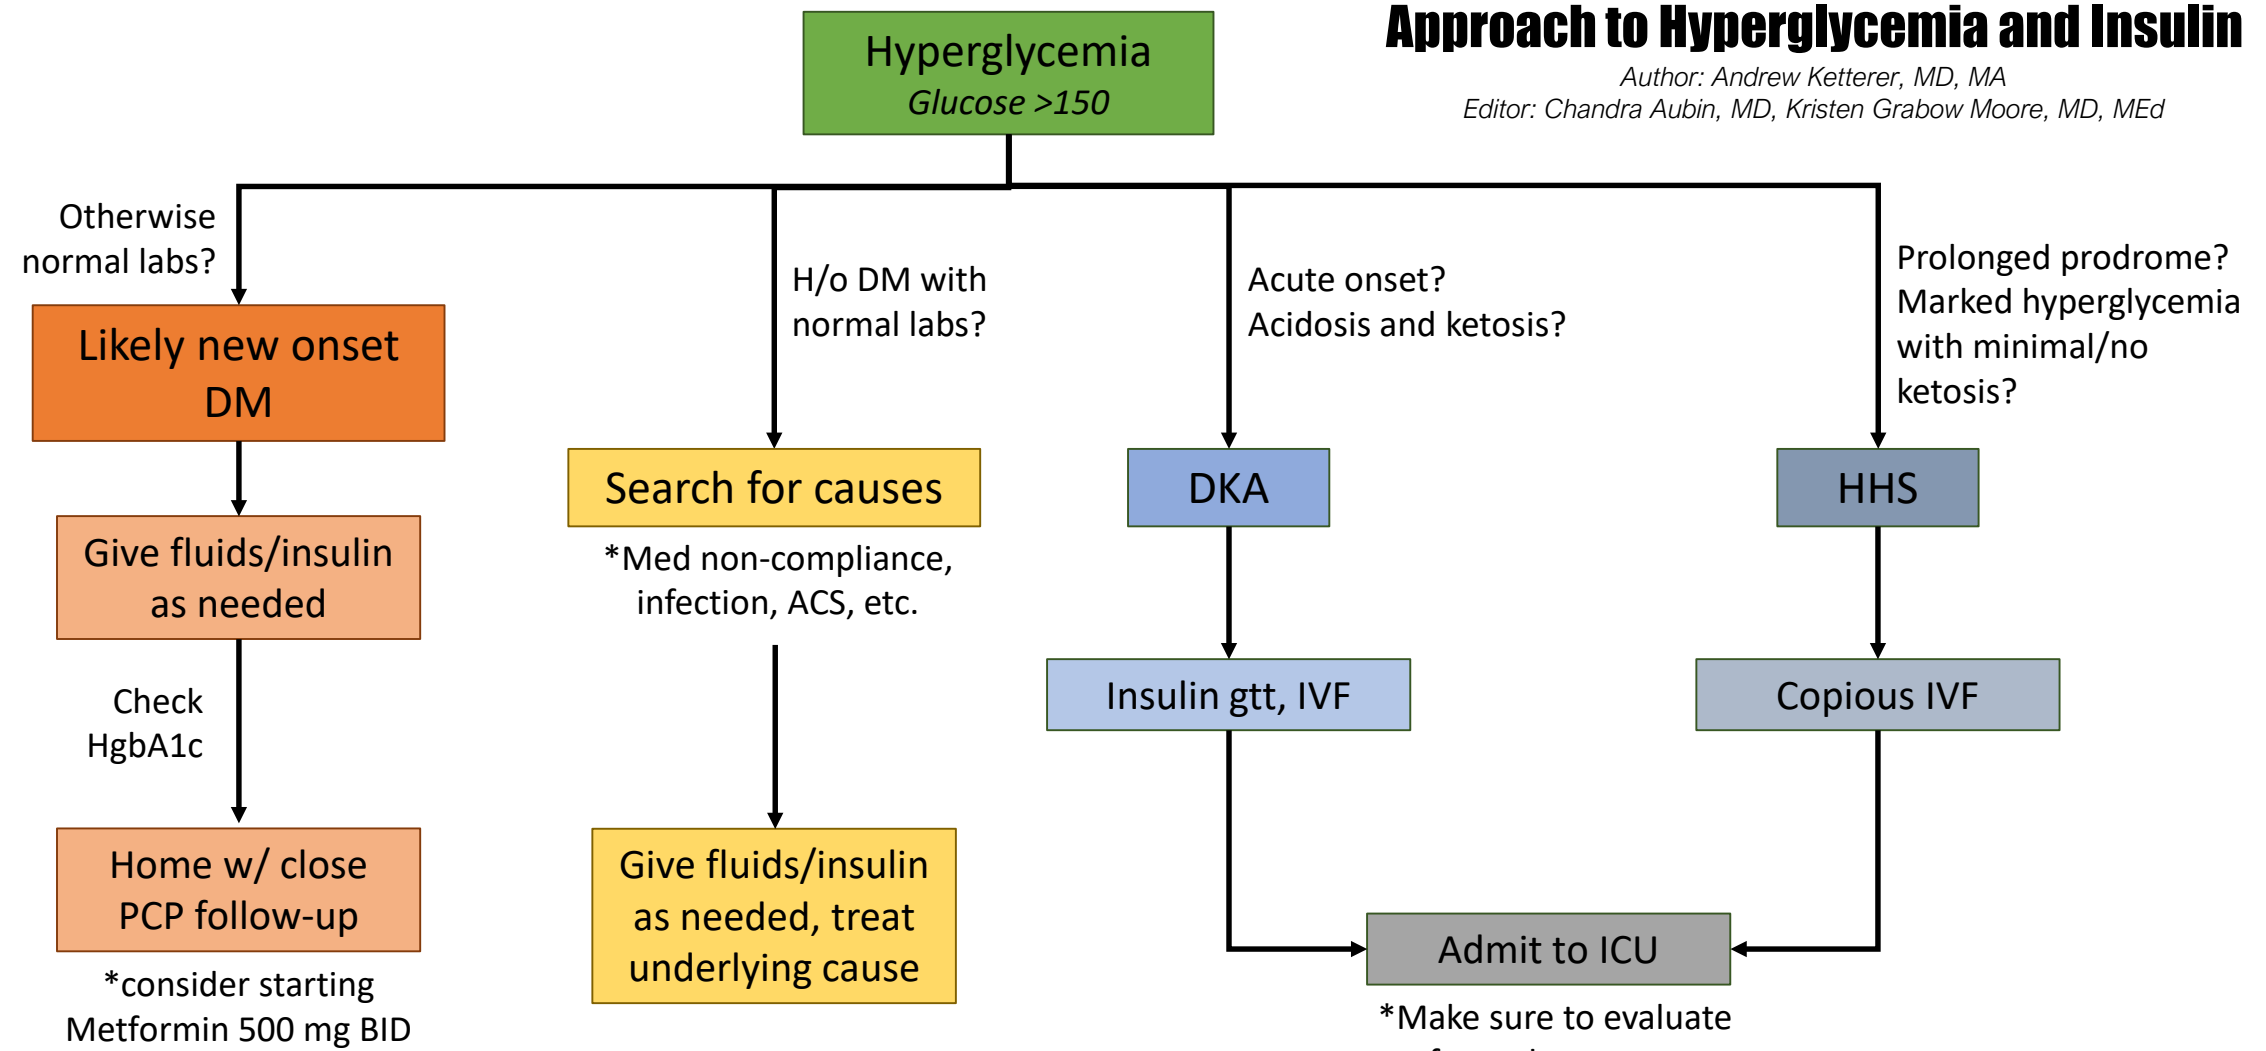 Approach to Hyperglycemia and Insulin
Author: Andrew Ketterer, MD, MA
Editor: Chandra Aubin, MD, Kristen Grabow Moore, MD, MEd
Hyperglycemia
Glucose >150
Otherwise
normal labs?
Likely new onset
DM
Give fluids/insulin
as needed
Check
HgbA1c
Home w/ close
PCP follow-up
*consider starting
Metformin 500 mg BID
H/o DM with
normal labs?
Search for causes
*Med non-compliance,
infection, ACS, etc.
Give fluids/insulin
as needed, treat
underlying cause
Acute onset?
Acidosis and ketosis?
DKA
Insulin gtt, IVF
Prolonged prodrome?
Marked hyperglycemia
with minimal/no
ketosis?
HHS
Copious IVF
Admit to ICU
*Make sure to evaluate